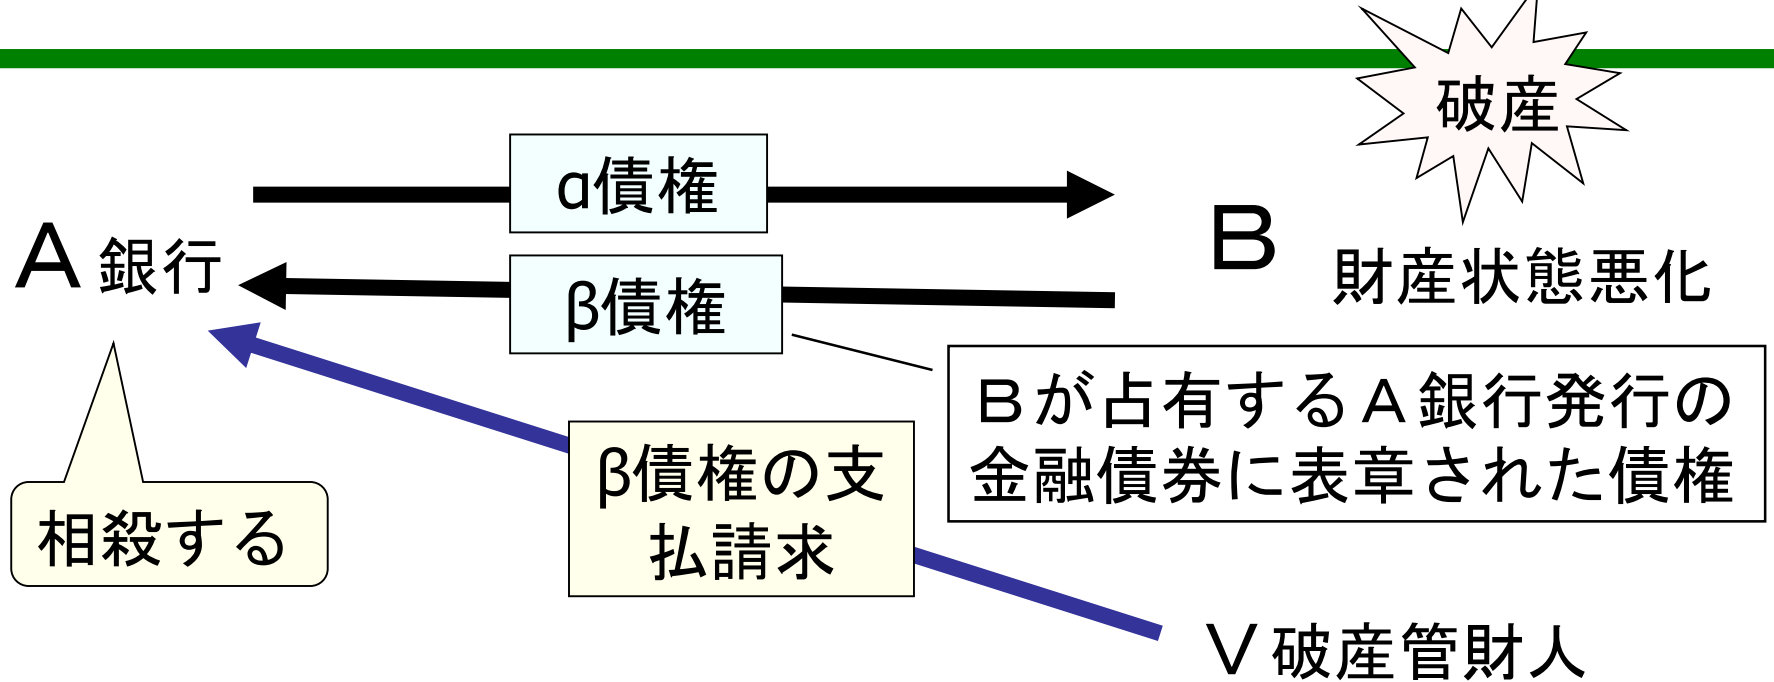 破産
α債権
A 銀行
B
財産状態悪化
β債権
Bが占有するA銀行発行の
金融債券に表章された債権
β債権の支
払請求
相殺する
V 破産管財人